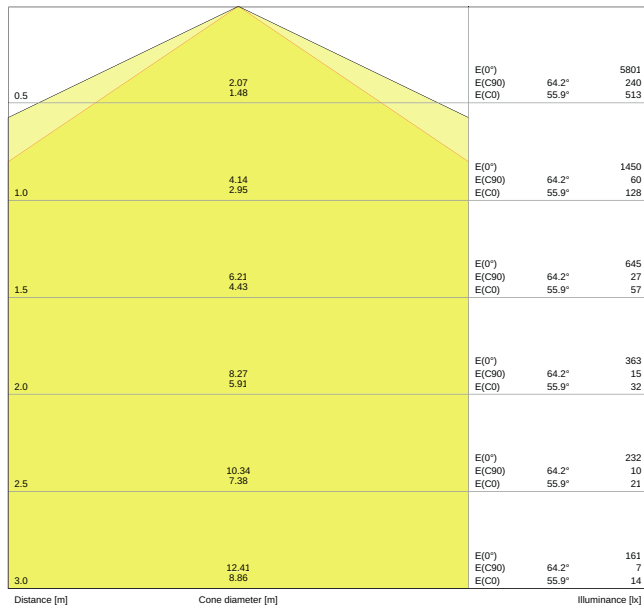 E(0°) 5801
2.07 E(C90) 64.2° 240
0.5 1.48 E(C0) 55.9° 513
E(0°) 1450
4.14 E(C90) 64.2° 60
1.0 2.95 E(C0) 55.9° 128
E(0°) 645
6.21 E(C90) 64.2° 27
1.5 4.43 E(C0) 55.9° 57
E(0°) 363
8.27 E(C90) 64.2° 15
2.0 5.91 E(C0) 55.9° 32
E(0°) 232
10.34 E(C90) 64.2° 10
2.5 7.38 E(C0) 55.9° 21
E(0°) 161
12.41 E(C90) 64.2° 7
3.0 8.86 E(C0) 55.9° 14
Distance [m] Cone diameter [m] Illuminance [lx]